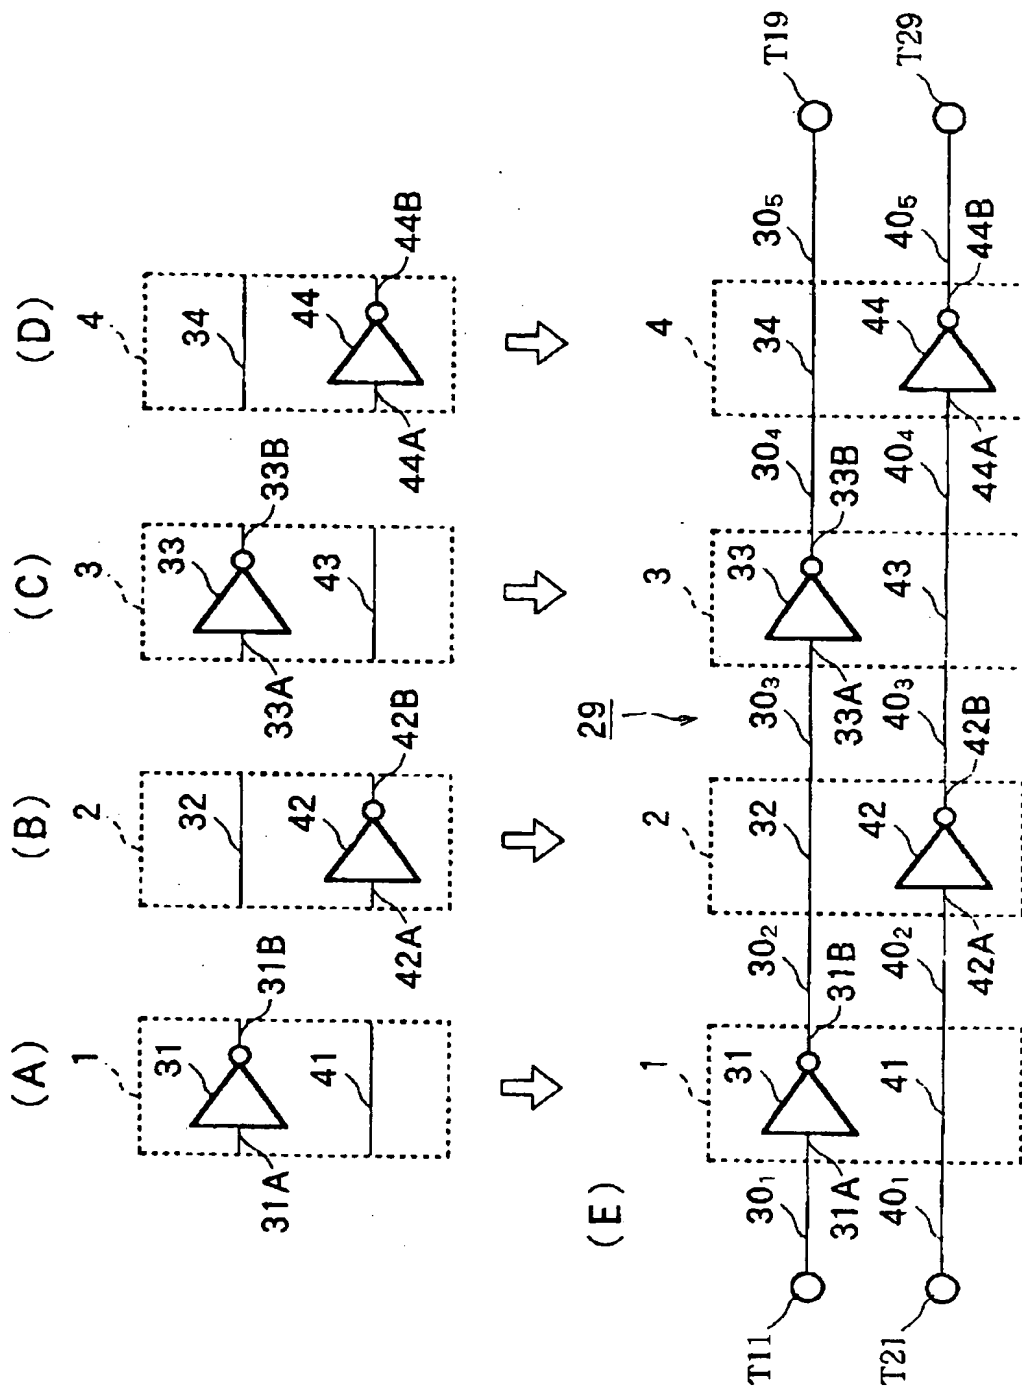 (A) (B) (C) (D)
1 2 3 4
31 32 33 34
31A 31B 33A 33B
41 42 43 44
42A 42B 44A 44B
(E)
29
1 2 3 4
T11 30₁ 31 30₂ 32 30₃ 33 30₄ 34 30₅ T19
31A 31B 33A 33B
T21 40₁ 41 40₂ 42 40₃ 43 40₄ 44 40₅ T29
42A 42B 44A 44B